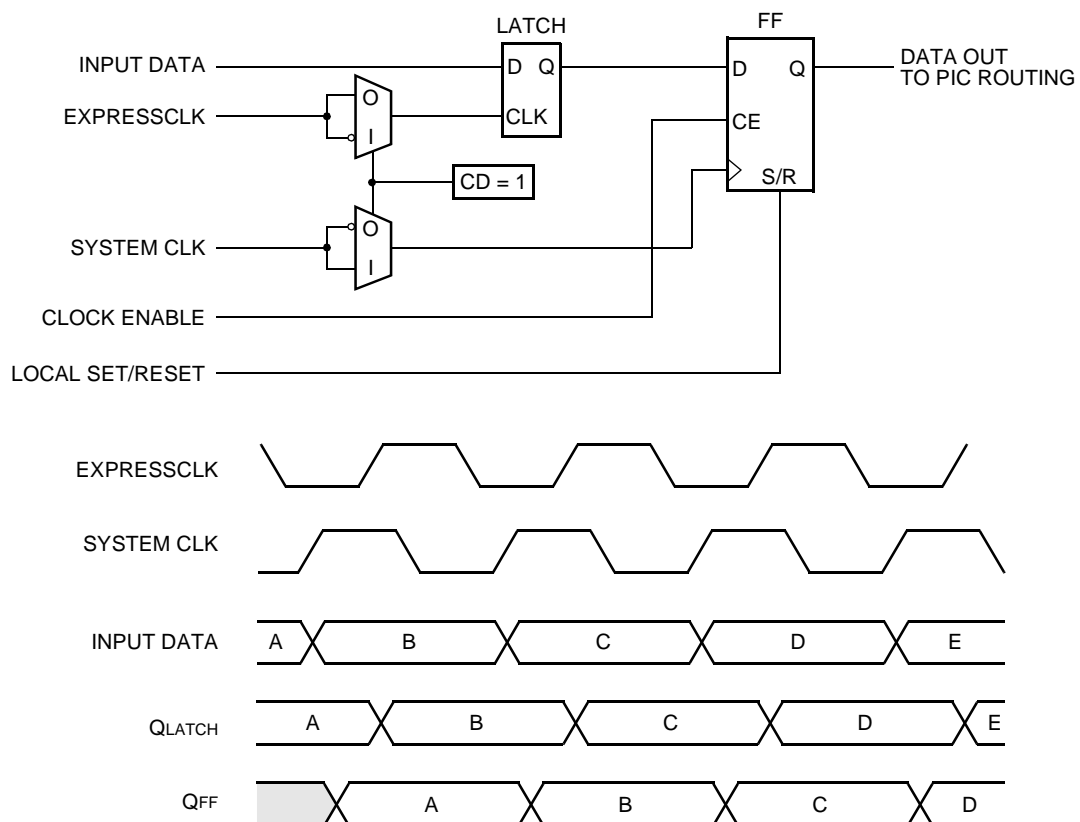 LATCH
FF
INPUT DATA
D Q
D Q
DATA OUT
TO PIC ROUTING
EXPRESSCLK
O
I
CLK
CE
CD = 1
S/R
SYSTEM CLK
O
I
CLOCK ENABLE
LOCAL SET/RESET
EXPRESSCLK
SYSTEM CLK
INPUT DATA A B C D E
QLATCH A B C D E
QFF A B C D